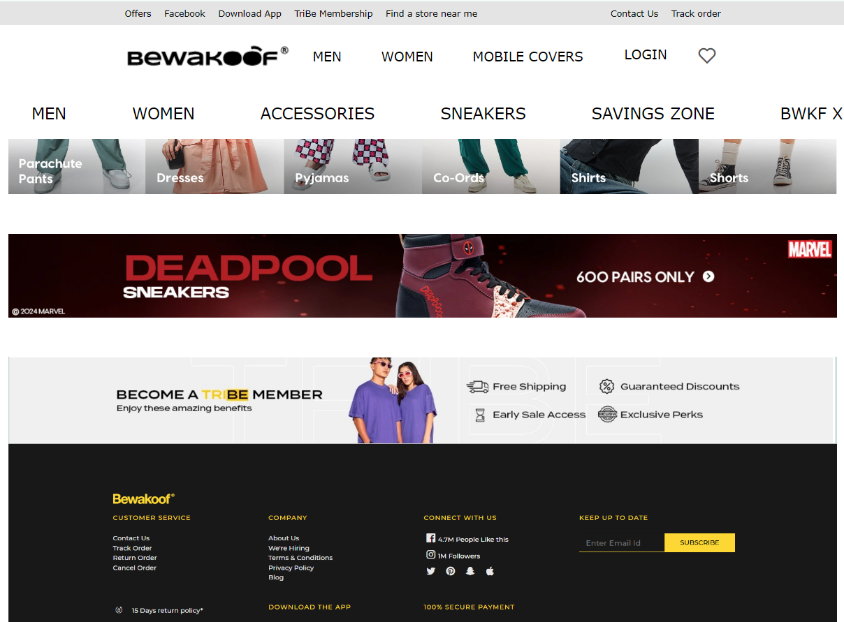 Offers Facebook Download App TriBe Membership Find a store near me Contact Us Track order
BEWAKOOF® MEN WOMEN MOBILE COVERS LOGIN
MEN WOMEN ACCESSORIES SNEAKERS SAVINGS ZONE BWKF X
Parachute
Pants
Dresses
Pyjamas
Co-Ords
Shirts
Shorts
DEADPOOL
SNEAKERS
600 PAIRS ONLY
MARVEL
© 2024 MARVEL
BECOME A TRIBE MEMBER
Enjoy these amazing benefits
Free Shipping
Guaranteed Discounts
Early Sale Access
Exclusive Perks
Bewakoof®
CUSTOMER SERVICE
Contact Us
Track Order
Return Order
Cancel Order
COMPANY
About Us
We're Hiring
Terms & Conditions
Privacy Policy
Blog
CONNECT WITH US
4.7M People Like this
1M Followers
KEEP UP TO DATE
Enter Email Id
SUBSCRIBE
15 Days return policy*
DOWNLOAD THE APP
100% SECURE PAYMENT